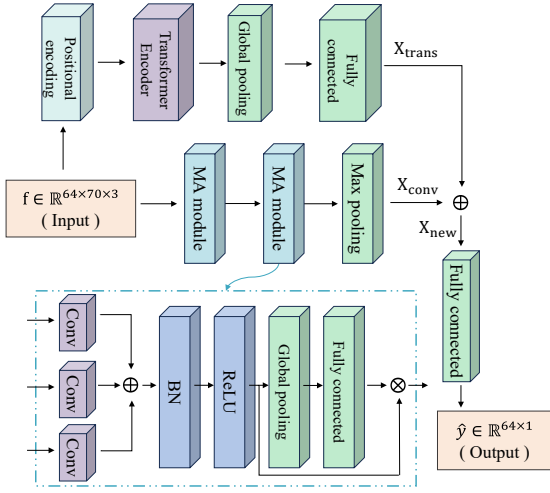 Positional
encoding
Transformer
Encoder
Global pooling
Fully
connected
X_trans
f ∈ ℝ^{64×70×3}
( Input )
MA module
MA module
Max pooling
X_conv
⊕
X_new
Fully connected
Conv
Conv
Conv
⊕
BN
ReLU
Global pooling
Fully connected
⊗
ŷ ∈ ℝ^{64×1}
( Output )